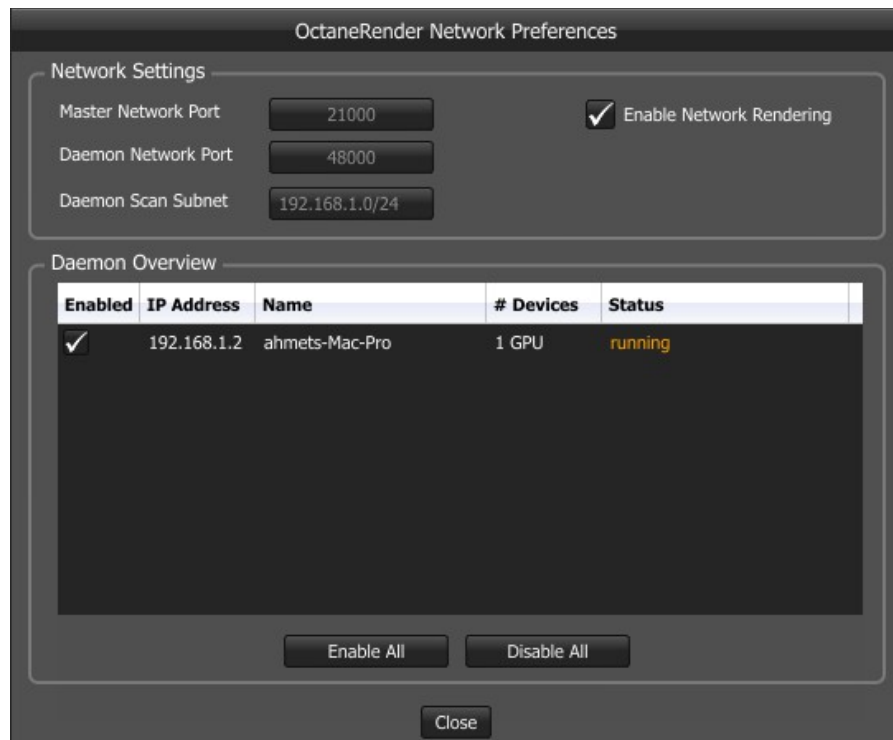 OctaneRender Network Preferences
Network Settings
Master Network Port 21000 Enable Network Rendering
Daemon Network Port 48000
Daemon Scan Subnet 192.168.1.0/24
Daemon Overview
Enabled IP Address Name # Devices Status
192.168.1.2 ahmets-Mac-Pro 1 GPU running
Enable All Disable All
Close